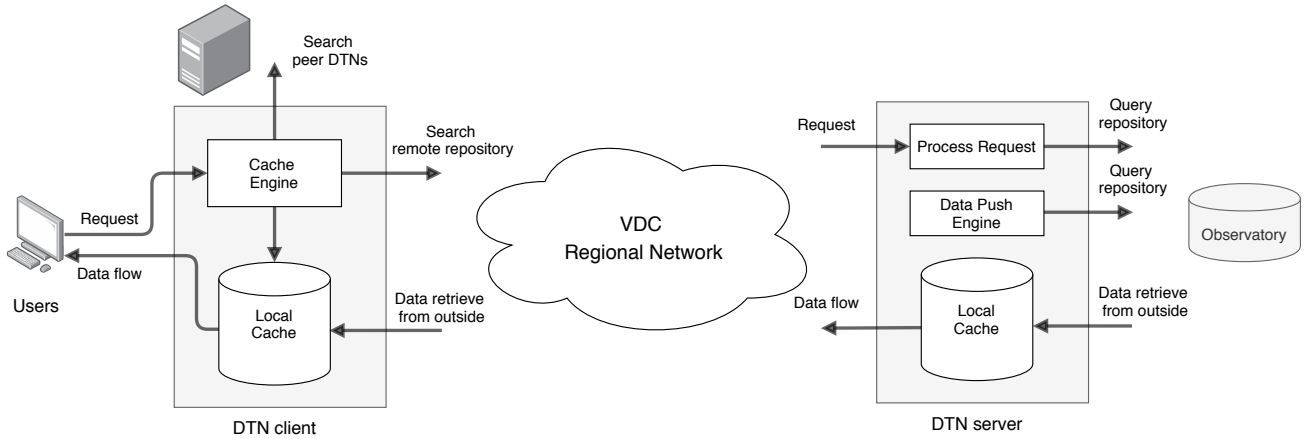 Search
peer DTNs
Cache
Engine
Search
remote repository
Request
Data flow
Users
Local
Cache
Data retrieve
from outside
DTN client
VDC
Regional Network
Request
Process Request
Query
repository
Data Push
Engine
Query
repository
Observatory
Data flow
Local
Cache
Data retrieve
from outside
DTN server